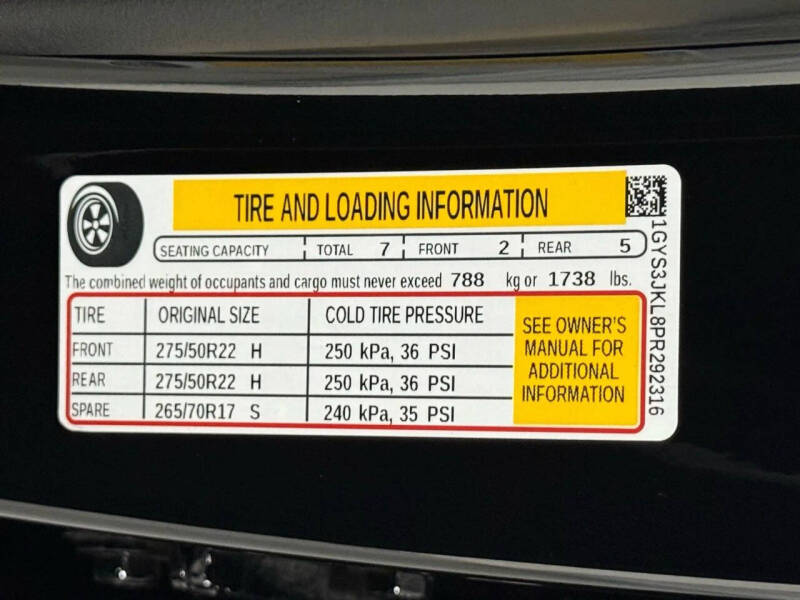 TIRE AND LOADING INFORMATION
SEATING CAPACITY TOTAL 7 FRONT 2 REAR 5
The combined weight of occupants and cargo must never exceed 788 kg or 1738 lbs.
TIRE ORIGINAL SIZE COLD TIRE PRESSURE
FRONT 275/50R22 H 250 kPa, 36 PSI
REAR 275/50R22 H 250 kPa, 36 PSI
SPARE 265/70R17 S 240 kPa, 35 PSI
SEE OWNER'S
MANUAL FOR
ADDITIONAL
INFORMATION
1GYS3JKL8PR292316